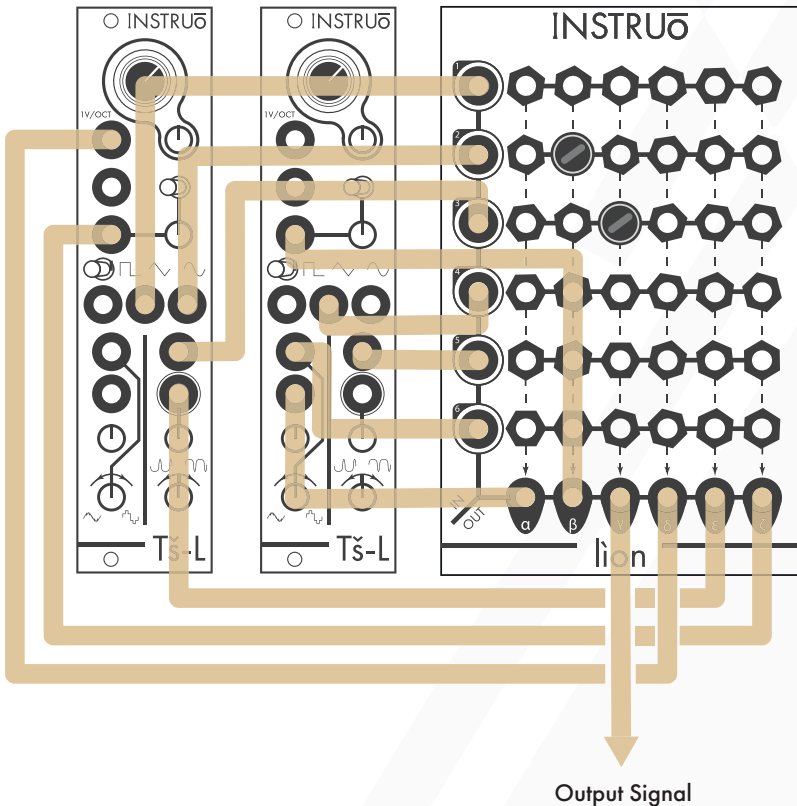 INSTRUō
INSTRUō
INSTRUō
1V/OCT
1V/OCT
1
2
3
4
5
6
IN
OUT
α
β
γ
δ
ε
ζ
Tš-L
Tš-L
lìon
Output Signal